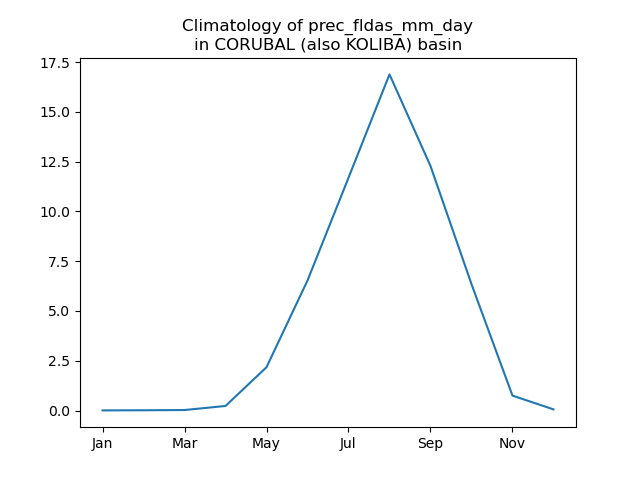 Climatology of prec_fldas_mm_day
in CORUBAL (also KOLIBA) basin
17.5
15.0
12.5
10.0
7.5
5.0
2.5
0.0
Jan Mar May Jul Sep Nov